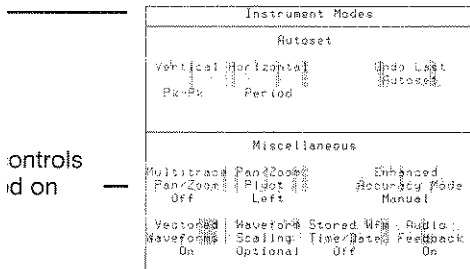 Instrument Modes
Autoset
Vertical Horizontal Undo Last
Autoset
Pk-Pk Period
Miscellaneous
ontrols
d on
Multitrace Pan/Zoom Enhanced
Pan/Zoom Pivot Accuracy Mode
Off Left Manual
Vectored Waveform Stored Wfm Audio
Waveforms Scaling Time/Date Feedback
On Optional Off On